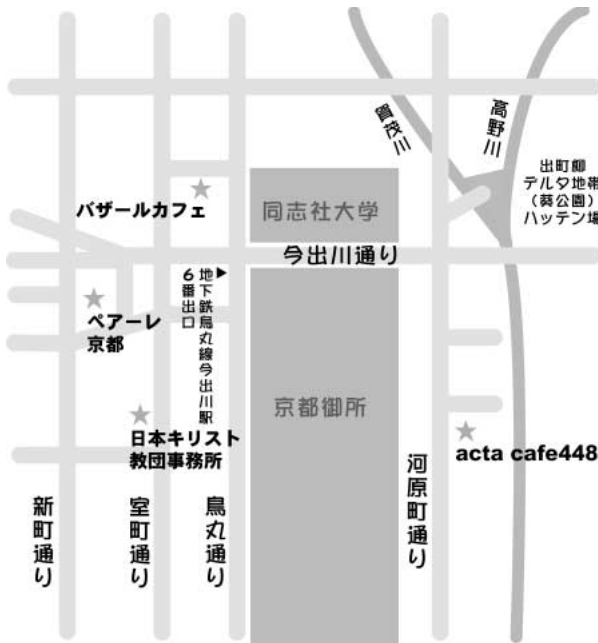 賀茂川
高野川
出町柳
デルタ地帯
（葵公園）
ハッテン場
バザールカフェ
同志社大学
今出川通り
地下鉄烏丸線今出川駅
6番出口
ペアーレ
京都
京都御所
日本キリスト
教団事務所
acta cafe448
新町通り
室町通り
烏丸通り
河原町通り